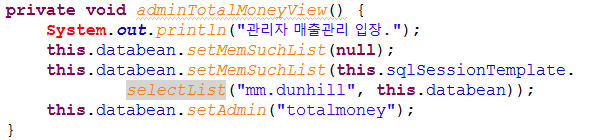 private void adminTotalMoneyView() {
System.out.println("관리자 매출관리 입장.");
this.databean.setMemSuchList(null);
this.databean.setMemSuchList(this.sqlSessionTemplate.
selectList("mm.dunhill", this.databean));
this.databean.setAdmin("totalmoney");
}